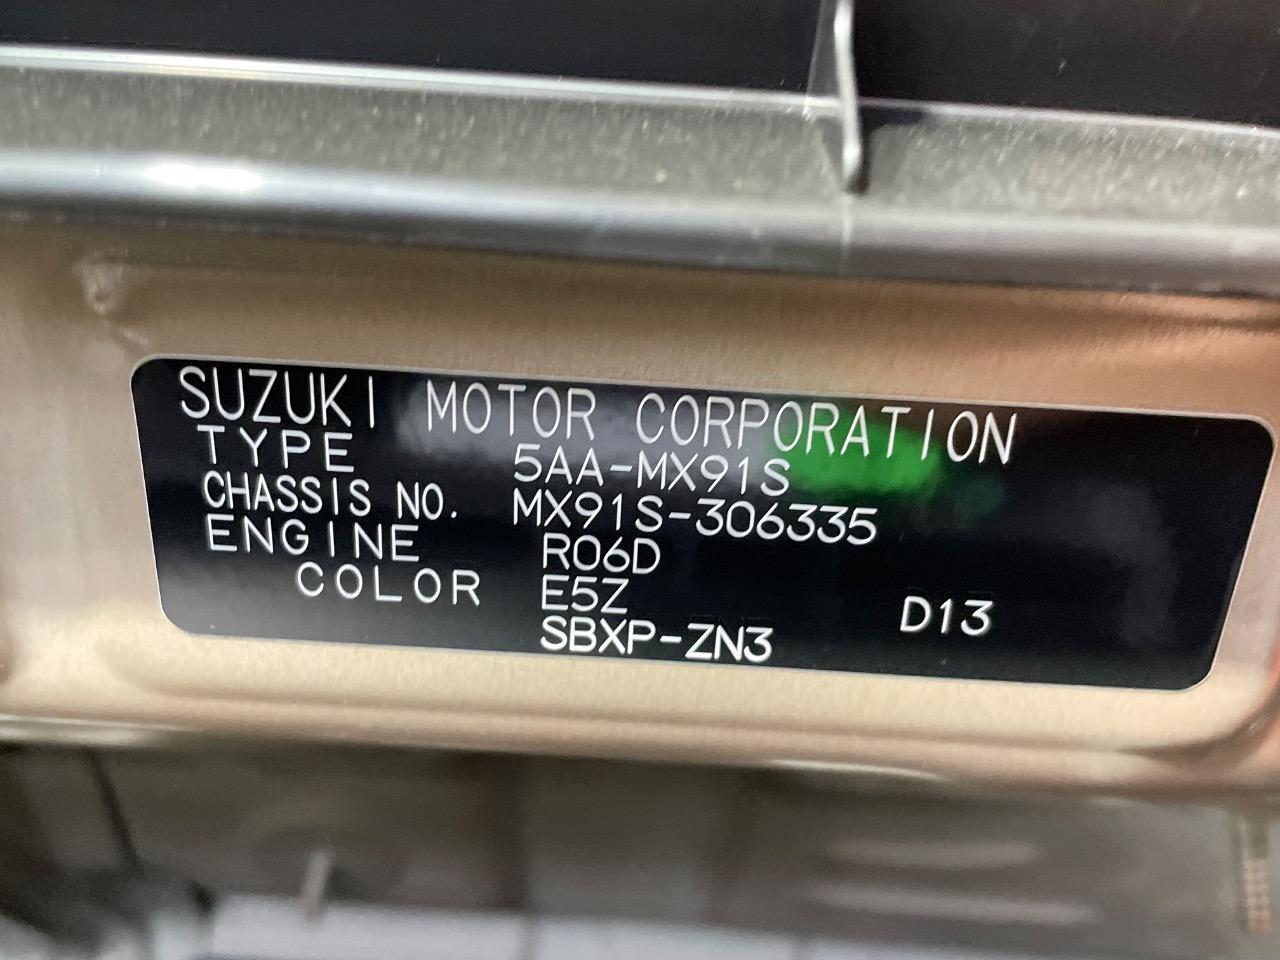 SUZUKI MOTOR CORPORATION
TYPE 5AA-MX91S
CHASSIS NO. MX91S-306335
ENGINE R06D
COLOR E5Z D13
SBXP-ZN3